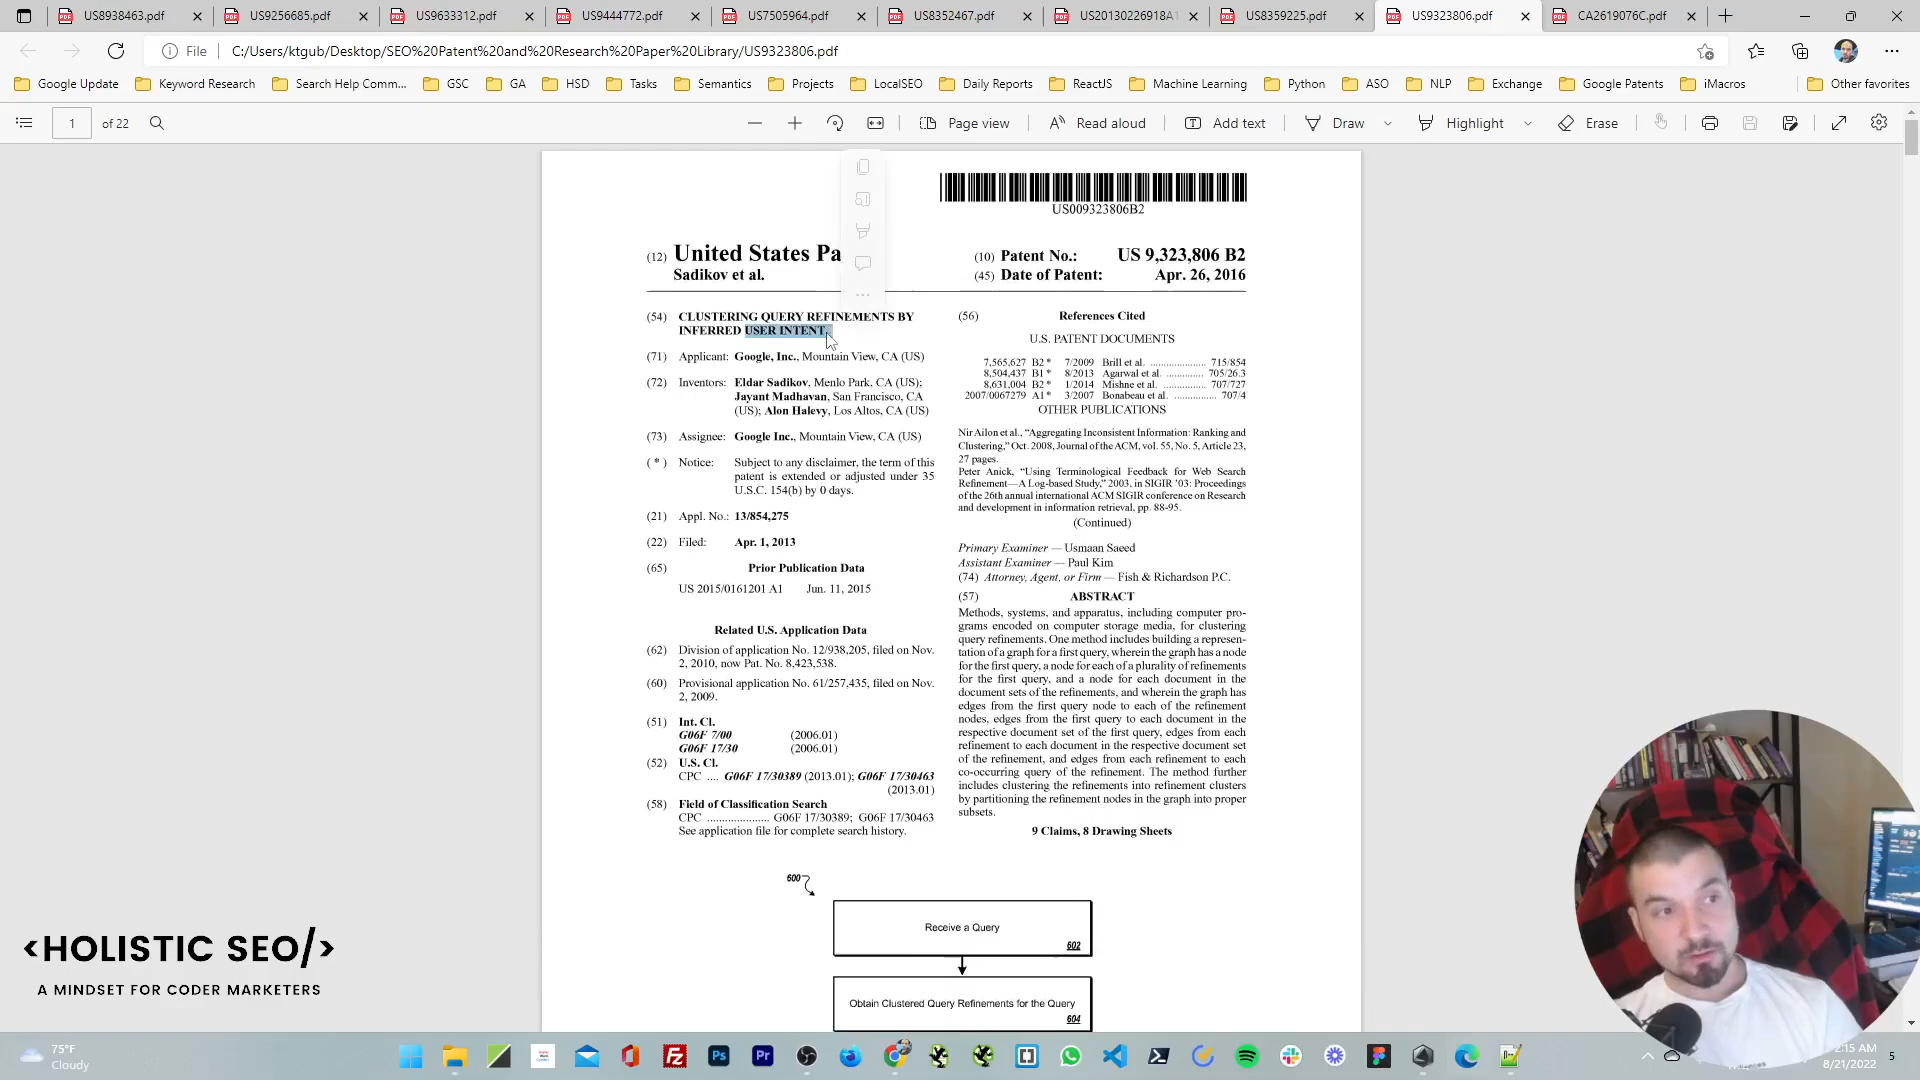 US8938463.pdf
US9256685.pdf
US9633312.pdf
US9444772.pdf
US7505964.pdf
US8352467.pdf
US20130226918A1
US8359225.pdf
US9323806.pdf
CA2619076C.pdf
File C:/Users/ktgub/Desktop/SEO%20Patent%20and%20Research%20Paper%20Library/US9323806.pdf
Google Update Keyword Research Search Help Comm... GSC GA HSD Tasks Semantics Projects LocalSEO Daily Reports ReactJS Machine Learning Python ASO NLP Exchange Google Patents iMacros Other favorites
1 of 22 Page view Read aloud Add text Draw Highlight Erase
US009323806B2
(12) United States Pa
Sadikov et al.
(10) Patent No.: US 9,323,806 B2
(45) Date of Patent: Apr. 26, 2016
(54) CLUSTERING QUERY REFINEMENTS BY
INFERRED USER INTENT
(71) Applicant: Google, Inc., Mountain View, CA (US)
(72) Inventors: Eldar Sadikov, Menlo Park, CA (US);
Jayant Madhavan, San Francisco, CA
(US); Alon Halevy, Los Altos, CA (US)
(73) Assignee: Google Inc., Mountain View, CA (US)
( * ) Notice: Subject to any disclaimer, the term of this
patent is extended or adjusted under 35
U.S.C. 154(b) by 0 days.
(21) Appl. No.: 13/854,275
(22) Filed: Apr. 1, 2013
(65) Prior Publication Data
US 2015/0161201 A1 Jun. 11, 2015
Related U.S. Application Data
(62) Division of application No. 12/938,205, filed on Nov.
2, 2010, now Pat. No. 8,423,538.
(60) Provisional application No. 61/257,435, filed on Nov.
2, 2009.
(51) Int. Cl.
G06F 7/00 (2006.01)
G06F 17/30 (2006.01)
(52) U.S. Cl.
CPC .... G06F 17/30389 (2013.01); G06F 17/30463
(2013.01)
(58) Field of Classification Search
CPC ..................... G06F 17/30389; G06F 17/30463
See application file for complete search history.
(56) References Cited
U.S. PATENT DOCUMENTS
7,565,627 B2 * 7/2009 Brill et al. ..................... 715/854
8,504,437 B1 * 8/2013 Agarwal et al. ............. 705/26.3
8,631,004 B2 * 1/2014 Mishne et al. ................ 707/727
2007/0067279 A1 * 3/2007 Bonabeau et al. ................ 707/4
OTHER PUBLICATIONS
Nir Ailon et al., “Aggregating Inconsistent Information: Ranking and
Clustering,” Oct. 2008, Journal of the ACM, vol. 55, No. 5, Article 23,
27 pages.
Peter Anick, “Using Terminological Feedback for Web Search
Refinement—A Log-based Study,” 2003, in SIGIR ’03: Proceedings
of the 26th annual international ACM SIGIR conference on Research
and development in information retrieval, pp. 88-95.
(Continued)
Primary Examiner — Usmaan Saeed
Assistant Examiner — Paul Kim
(74) Attorney, Agent, or Firm — Fish & Richardson P.C.
(57) ABSTRACT
Methods, systems, and apparatus, including computer pro-
grams encoded on computer storage media, for clustering
query refinements. One method includes building a represen-
tation of a graph for a first query, wherein the graph has a node
for the first query, a node for each of a plurality of refinements
for the first query, and a node for each document in the
document sets of the refinements, and wherein the graph has
edges from the first query node to each of the refinement
nodes, edges from the first query to each document in the
respective document set of the first query, edges from each
refinement to each document in the respective document set
of the refinement, and edges from each refinement to each
co-occurring query of the refinement. The method further
includes clustering the refinements into refinement clusters
by partitioning the refinement nodes in the graph into proper
subsets.
9 Claims, 8 Drawing Sheets
600
Receive a Query
602
Obtain Clustered Query Refinements for the Query
604
<HOLISTIC SEO/>
A MINDSET FOR CODER MARKETERS
75°F
Cloudy
2:15 AM
8/21/2022
5